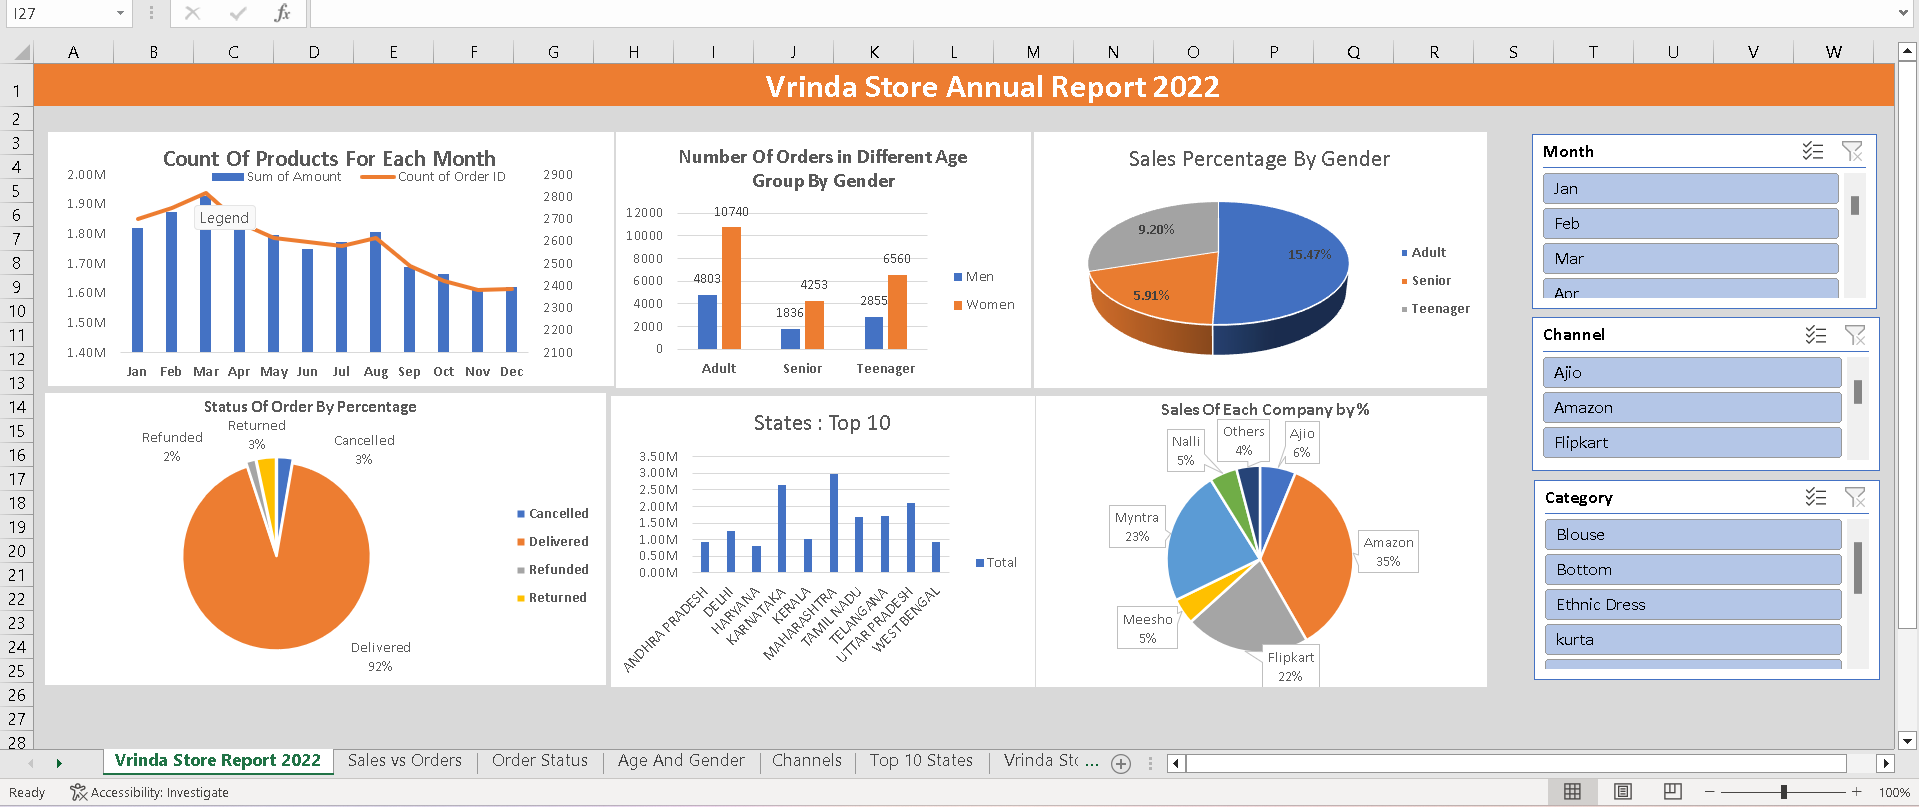 I27
fx
A B C D E F G H I J K L M N O P Q R S T U V W
1
2
3
4
5
6
7
8
9
10
11
12
13
14
15
16
17
18
19
20
21
22
23
24
25
26
27
28
Vrinda Store Annual Report 2022
Count Of Products For Each Month
Sum of Amount Count of Order ID
Legend
2.00M
1.90M
1.80M
1.70M
1.60M
1.50M
1.40M
2900
2800
2700
2600
2500
2400
2300
2200
2100
Jan Feb Mar Apr May Jun Jul Aug Sep Oct Nov Dec
Number Of Orders in Different Age
Group By Gender
12000
10000
8000
6000
4000
2000
0
4803 10740
1836 4253
2855 6560
Adult Senior Teenager
Men
Women
Sales Percentage By Gender
9.20%
15.47%
5.91%
Adult
Senior
Teenager
Month
Jan
Feb
Mar
Apr
Channel
Ajio
Amazon
Flipkart
Category
Blouse
Bottom
Ethnic Dress
kurta
Status Of Order By Percentage
Refunded
2%
Returned
3%
Cancelled
3%
Delivered
92%
Cancelled
Delivered
Refunded
Returned
States : Top 10
3.50M
3.00M
2.50M
2.00M
1.50M
1.00M
0.50M
0.00M
ANDHRA PRADESH
DELHI
HARYANA
KARNATAKA
KERALA
MAHARASHTRA
TAMIL NADU
TELANGANA
UTTAR PRADESH
WEST BENGAL
Total
Sales Of Each Company by%
Nalli
5%
Others
4%
Ajio
6%
Myntra
23%
Amazon
35%
Meesho
5%
Flipkart
22%
Vrinda Store Report 2022 Sales vs Orders Order Status Age And Gender Channels Top 10 States Vrinda Sto ...
Ready Accessibility: Investigate 100%